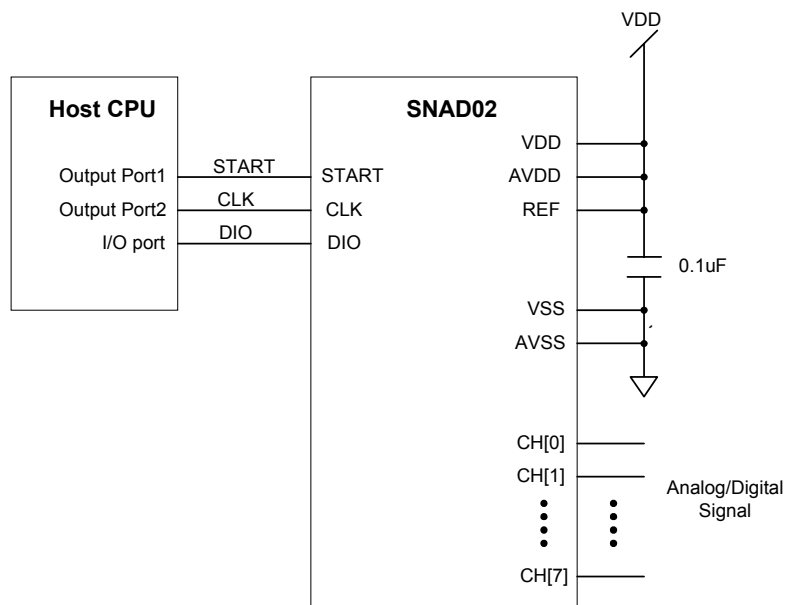 VDD
Host CPU
SNAD02
Output Port1
START
START
VDD
Output Port2
CLK
CLK
AVDD
I/O port
DIO
DIO
REF
0.1uF
VSS
AVSS
CH[0]
CH[1]
Analog/Digital
Signal
CH[7]